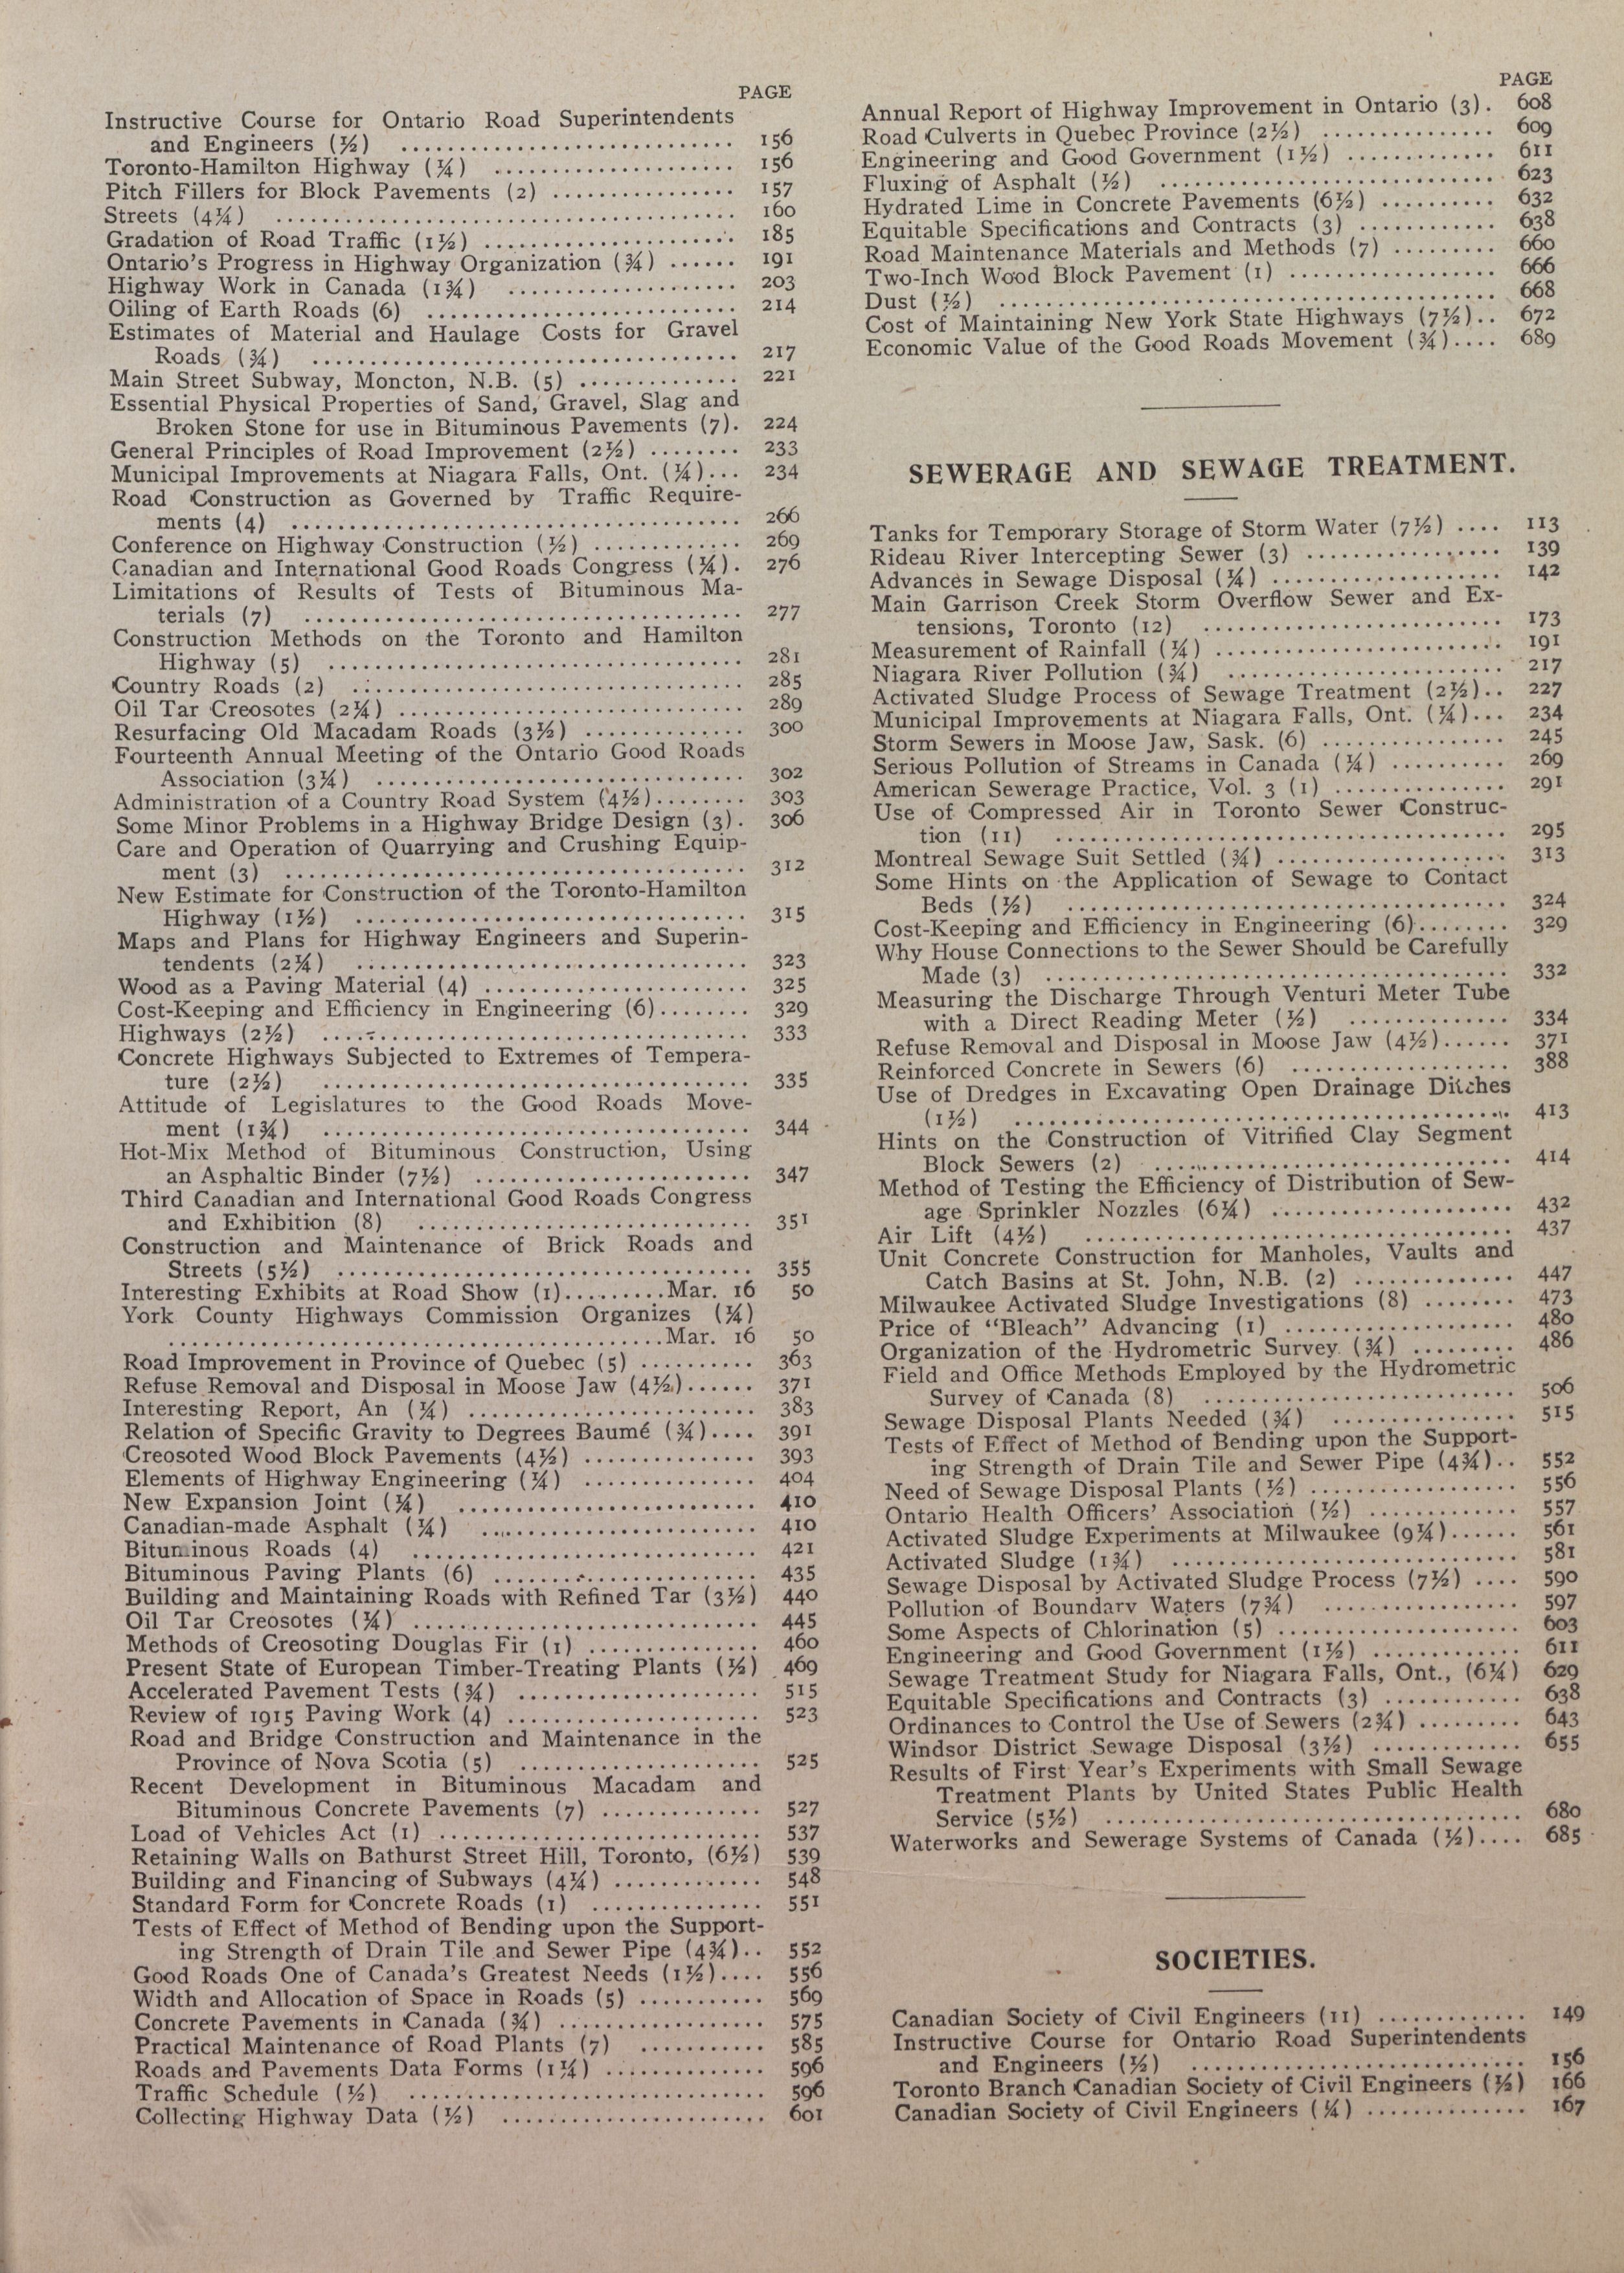 PAGE
Instructive Course for Ontario Road Superintendents
and Engineers (½) .............................. 156
Toronto-Hamilton Highway (¼) ..................... 156
Pitch Fillers for Block Pavements (2) ................ 157
Streets (4¼) ........................................ 160
Gradation of Road Traffic (1½) ...................... 185
Ontario's Progress in Highway Organization (¾) ...... 191
Highway Work in Canada (1¾) .................... 203
Oiling of Earth Roads (6) ........................... 214
Estimates of Material and Haulage Costs for Gravel
Roads (¾) ..................................... 217
Main Street Subway, Moncton, N.B. (5) .............. 221
Essential Physical Properties of Sand, Gravel, Slag and
Broken Stone for use in Bituminous Pavements (7). 224
General Principles of Road Improvement (2½) ........ 233
Municipal Improvements at Niagara Falls, Ont. (¼)... 234
Road Construction as Governed by Traffic Require-
ments (4) ....................................... 266
Conference on Highway Construction (½) ............. 269
Canadian and International Good Roads Congress (¼). 276
Limitations of Results of Tests of Bituminous Ma-
terials (7) ...................................... 277
Construction Methods on the Toronto and Hamilton
Highway (5) .................................... 281
Country Roads (2) .................................. 285
Oil Tar Creosotes (2¼) .............................. 289
Resurfacing Old Macadam Roads (3½) .............. 300
Fourteenth Annual Meeting of the Ontario Good Roads
Association (3¼) ................................ 302
Administration of a Country Road System (4½)........ 303
Some Minor Problems in a Highway Bridge Design (3). 306
Care and Operation of Quarrying and Crushing Equip-
ment (3) ........................................ 312
New Estimate for Construction of the Toronto-Hamilton
Highway (1½) .................................. 315
Maps and Plans for Highway Engineers and Superin-
tendents (2¼) .................................. 323
Wood as a Paving Material (4) ....................... 325
Cost-Keeping and Efficiency in Engineering (6)........ 329
Highways (2½) ..................................... 333
Concrete Highways Subjected to Extremes of Tempera-
ture (2½) ..................................... 335
Attitude of Legislatures to the Good Roads Move-
ment (1¾) ..................................... 344
Hot-Mix Method of Bituminous Construction, Using
an Asphaltic Binder (7½) ........................ 347
Third Canadian and International Good Roads Congress
and Exhibition (8) ............................. 351
Construction and Maintenance of Brick Roads and
Streets (5½) .................................... 355
Interesting Exhibits at Road Show (1).........Mar. 16 50
York County Highways Commission Organizes (¼)
............................................Mar. 16 50
Road Improvement in Province of Quebec (5) .......... 363
Refuse Removal and Disposal in Moose Jaw (4½)...... 371
Interesting Report, An (¼) ......................... 383
Relation of Specific Gravity to Degrees Baumé (¾).... 391
Creosoted Wood Block Pavements (4½) ............... 393
Elements of Highway Engineering (¼) ............... 404
New Expansion Joint (¼) .......................... 410
Canadian-made Asphalt (¼) ........................ 410
Bituminous Roads (4) .............................. 421
Bituminous Paving Plants (6) ....................... 435
Building and Maintaining Roads with Refined Tar (3½) 440
Oil Tar Creosotes (¼) ................................ 445
Methods of Creosoting Douglas Fir (1) ............... 460
Present State of European Timber-Treating Plants (½) 469
Accelerated Pavement Tests (¾) ..................... 515
Review of 1915 Paving Work (4) ...................... 523
Road and Bridge Construction and Maintenance in the
Province of Nova Scotia (5) ..................... 525
Recent Development in Bituminous Macadam and
Bituminous Concrete Pavements (7) .............. 527
Load of Vehicles Act (1) ............................ 537
Retaining Walls on Bathurst Street Hill, Toronto, (6½) 539
Building and Financing of Subways (4¼) ............. 548
Standard Form for Concrete Roads (1) ............... 551
Tests of Effect of Method of Bending upon the Support-
ing Strength of Drain Tile and Sewer Pipe (4¾).. 552
Good Roads One of Canada's Greatest Needs (1½).... 556
Width and Allocation of Space in Roads (5) ........... 569
Concrete Pavements in Canada (¾) .................. 575
Practical Maintenance of Road Plants (7) ........... 585
Roads and Pavements Data Forms (1¼) .............. 596
Traffic Schedule (½) ............................... 596
Collecting Highway Data (½) ....................... 601
PAGE
Annual Report of Highway Improvement in Ontario (3). 608
Road Culverts in Quebec Province (2½) ............... 609
Engineering and Good Government (1½) ............. 611
Fluxing of Asphalt (½) ............................. 623
Hydrated Lime in Concrete Pavements (6½) .......... 632
Equitable Specifications and Contracts (3) ............ 638
Road Maintenance Materials and Methods (7) ......... 660
Two-Inch Wood Block Pavement (1) .................. 666
Dust (½) ........................................... 668
Cost of Maintaining New York State Highways (7½).. 672
Economic Value of the Good Roads Movement (¾).... 689
SEWERAGE AND SEWAGE TREATMENT.
Tanks for Temporary Storage of Storm Water (7½) .... 113
Rideau River Intercepting Sewer (3) ................. 139
Advances in Sewage Disposal (¼) .................... 142
Main Garrison Creek Storm Overflow Sewer and Ex-
tensions, Toronto (12) .......................... 173
Measurement of Rainfall (¼) ......................... 191
Niagara River Pollution (¾) ........................ 217
Activated Sludge Process of Sewage Treatment (2½).. 227
Municipal Improvements at Niagara Falls, Ont. (¼)... 234
Storm Sewers in Moose Jaw, Sask. (6) ................ 245
Serious Pollution of Streams in Canada (¼) .......... 269
American Sewerage Practice, Vol. 3 (1) ............... 291
Use of Compressed Air in Toronto Sewer Construc-
tion (11) ....................................... 295
Montreal Sewage Suit Settled (¾) .................... 313
Some Hints on the Application of Sewage to Contact
Beds (½) ...................................... 324
Cost-Keeping and Efficiency in Engineering (6)........ 329
Why House Connections to the Sewer Should be Carefully
Made (3) ........................................ 332
Measuring the Discharge Through Venturi Meter Tube
with a Direct Reading Meter (½) .............. 334
Refuse Removal and Disposal in Moose Jaw (4½)...... 371
Reinforced Concrete in Sewers (6) ................... 388
Use of Dredges in Excavating Open Drainage Ditches
(1½) ........................................... 413
Hints on the Construction of Vitrified Clay Segment
Block Sewers (2) ............................... 414
Method of Testing the Efficiency of Distribution of Sew-
age Sprinkler Nozzles (6¼) ..................... 432
Air Lift (4½) ...................................... 437
Unit Concrete Construction for Manholes, Vaults and
Catch Basins at St. John, N.B. (2) .............. 447
Milwaukee Activated Sludge Investigations (8) ........ 473
Price of "Bleach" Advancing (1) .................... 480
Organization of the Hydrometric Survey (¾) ......... 486
Field and Office Methods Employed by the Hydrometric
Survey of Canada (8) ........................... 506
Sewage Disposal Plants Needed (¾) ................ 515
Tests of Effect of Method of Bending upon the Support-
ing Strength of Drain Tile and Sewer Pipe (4¾).. 552
Need of Sewage Disposal Plants (½) .................. 556
Ontario Health Officers' Association (½) ............. 557
Activated Sludge Experiments at Milwaukee (9¼)...... 561
Activated Sludge (1¾) .............................. 581
Sewage Disposal by Activated Sludge Process (7½) .... 590
Pollution of Boundary Waters (7¾) ................. 597
Some Aspects of Chlorination (5) ..................... 603
Engineering and Good Government (1½) ............. 611
Sewage Treatment Study for Niagara Falls, Ont., (6¼) 629
Equitable Specifications and Contracts (3) ............ 638
Ordinances to Control the Use of Sewers (2¾) ......... 643
Windsor District Sewage Disposal (3½) ............. 655
Results of First Year's Experiments with Small Sewage
Treatment Plants by United States Public Health
Service (5½) .................................... 680
Waterworks and Sewerage Systems of Canada (½).... 685
SOCIETIES.
Canadian Society of Civil Engineers (11) ............. 149
Instructive Course for Ontario Road Superintendents
and Engineers (½) ............................. 156
Toronto Branch Canadian Society of Civil Engineers (½) 166
Canadian Society of Civil Engineers (¼) .............. 167